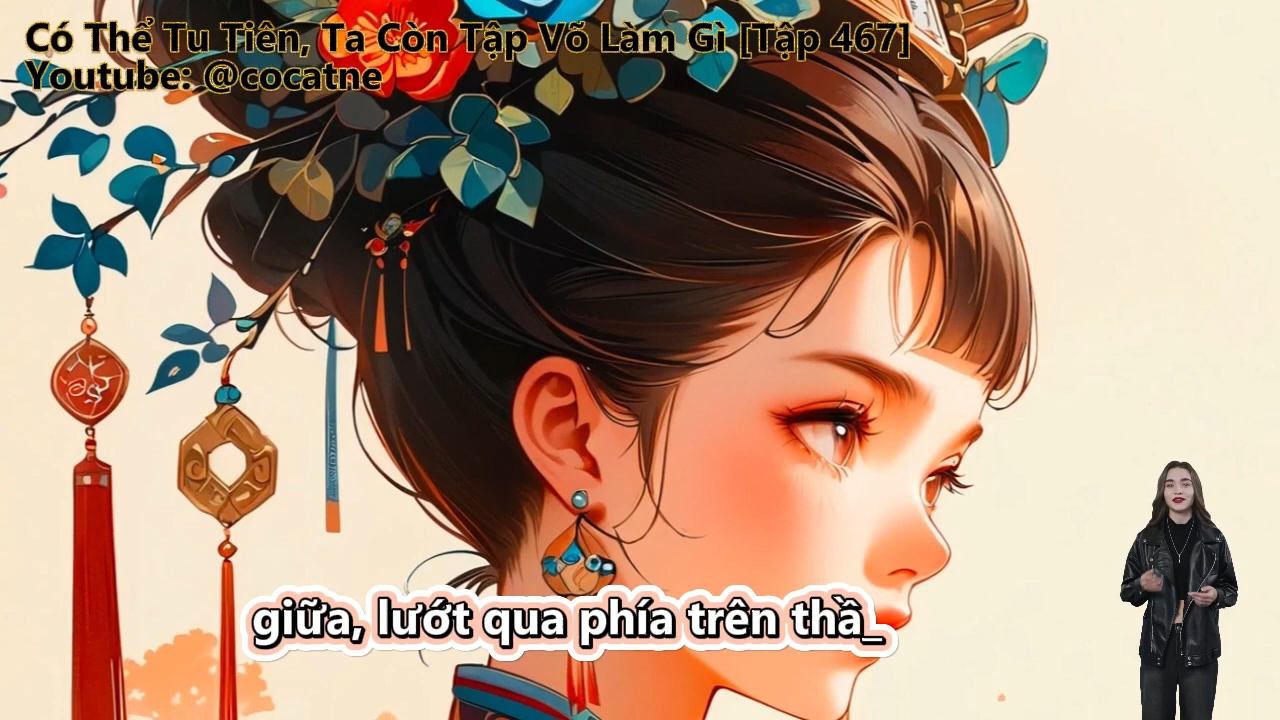 Có Thể Tu Tiên, Ta Còn Tập Võ Làm Gì [Tập 467]
Youtube: @cocatne
giữa, lướt qua phía trên thầ_